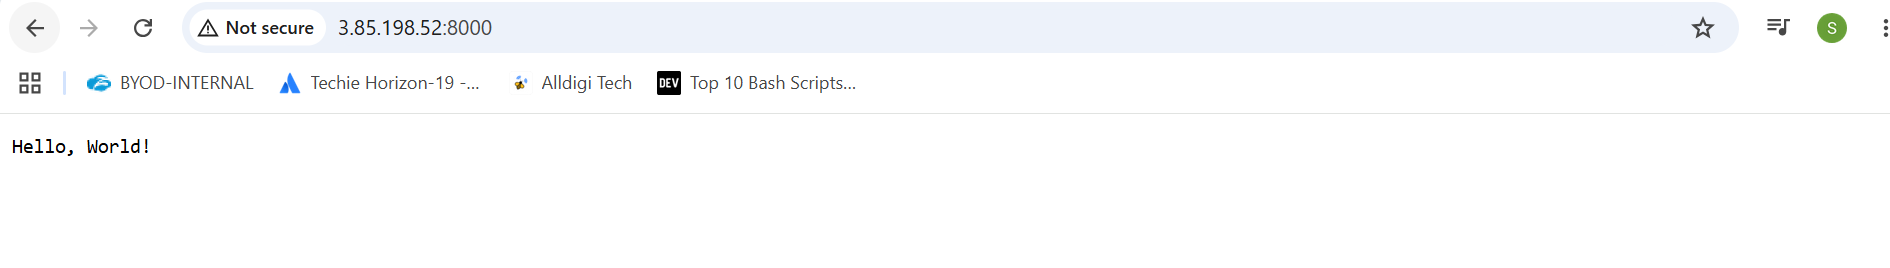 Not secure 3.85.198.52:8000 S
BYOD-INTERNAL Techie Horizon-19 -... Alldigi Tech DEV Top 10 Bash Scripts...
Hello, World!